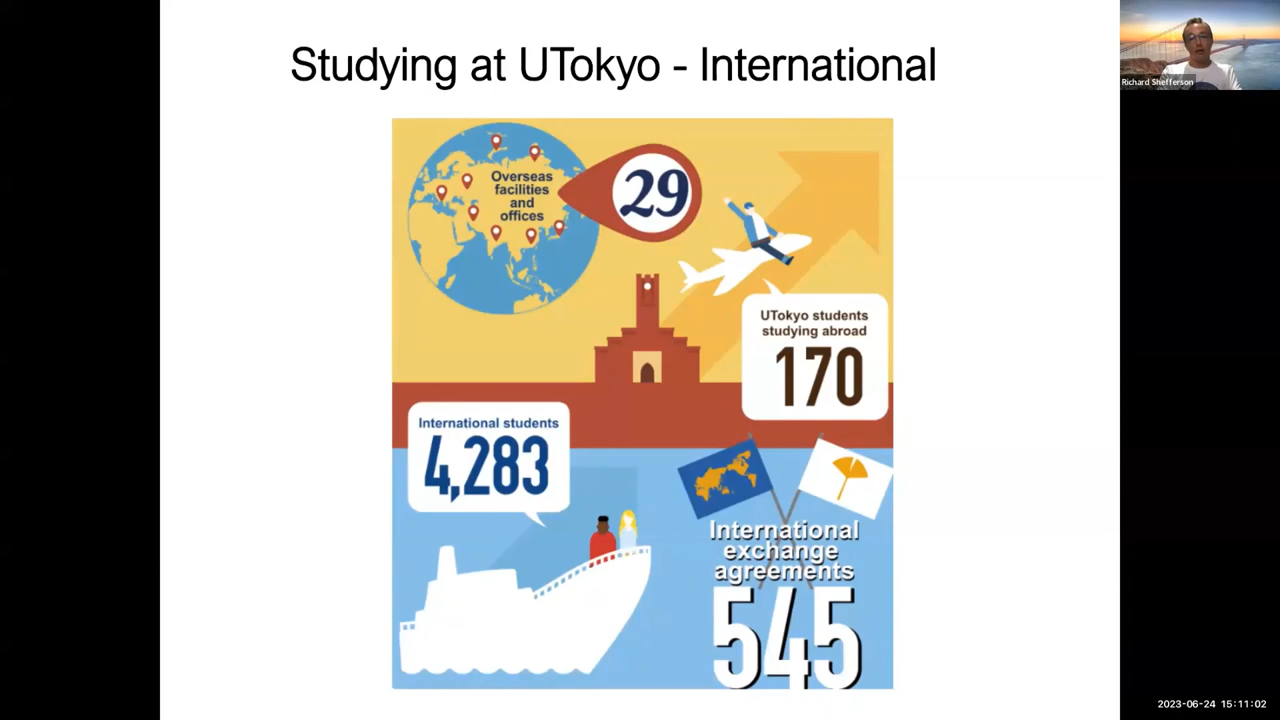 Studying at UTokyo - International
Richard Shefferson
Overseas
facilities
and
offices
29
UTokyo students
studying abroad
170
International students
4,283
International
exchange
agreements
545
2023-06-24 15:11:02